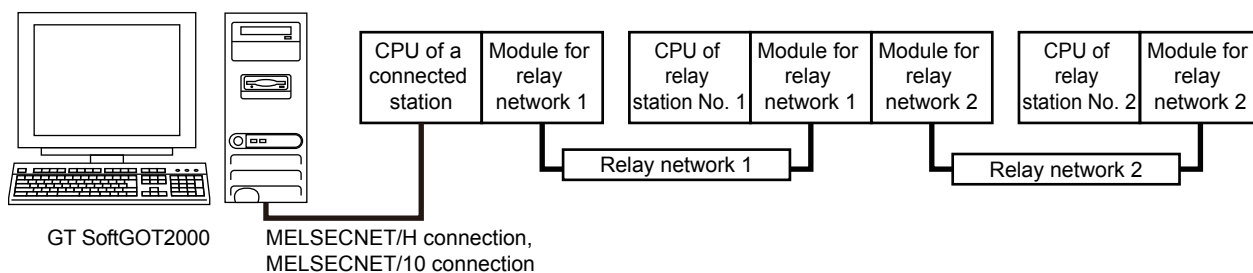 CPU of a
connected
station
Module for
relay
network 1
CPU of
relay
station No. 1
Module for
relay
network 1
Module for
relay
network 2
CPU of
relay
station No. 2
Module for
relay
network 2
Relay network 1
Relay network 2
GT SoftGOT2000
MELSECNET/H connection,
MELSECNET/10 connection